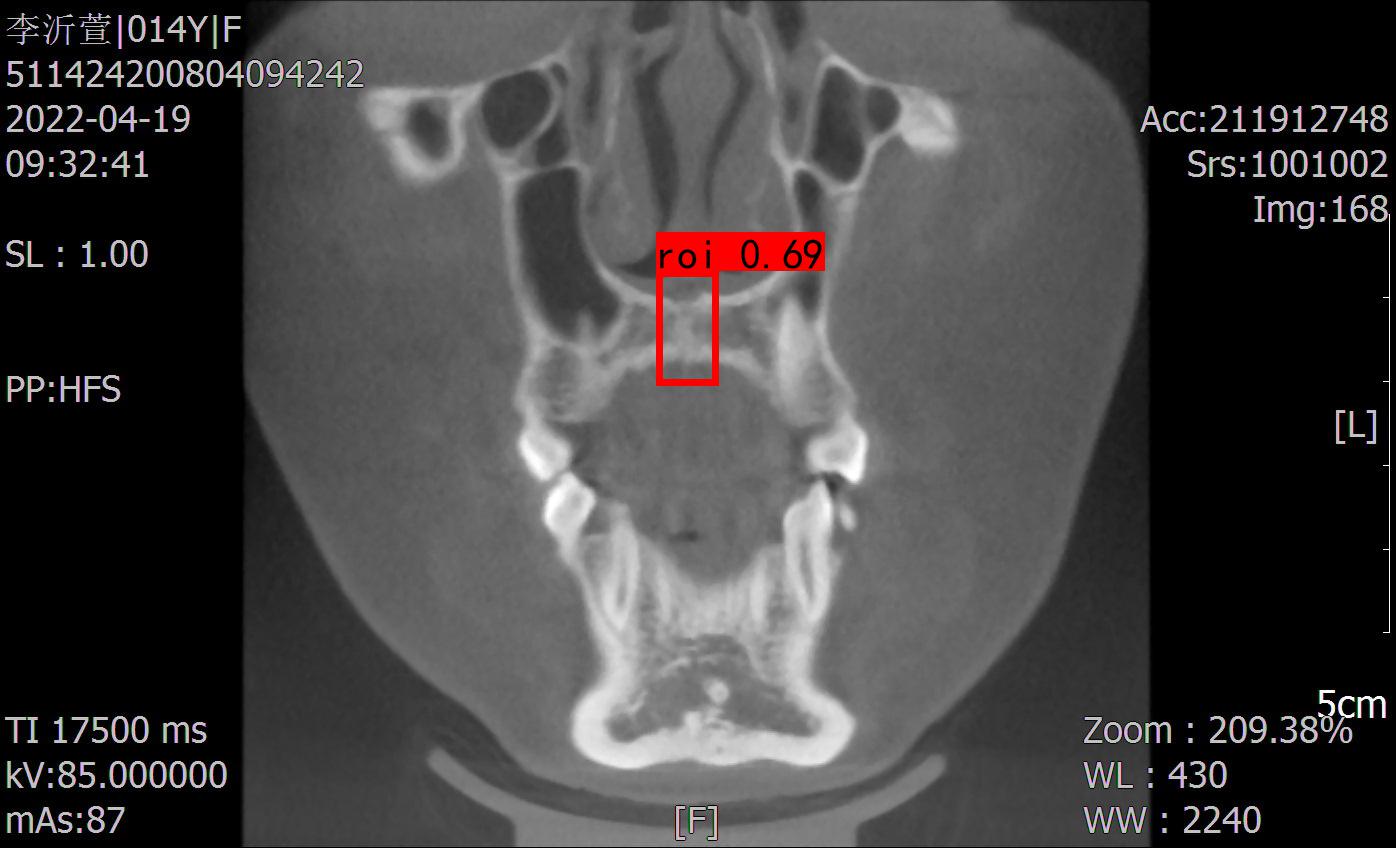 李沂萱|014Y|F
511424200804094242
2022-04-19
09:32:41
SL : 1.00
PP:HFS
Acc:211912748
Srs:1001002
Img:168
roi 0.69
[L]
5cm
TI 17500 ms
kV:85.000000
mAs:87
[F]
Zoom : 209.38%
WL : 430
WW : 2240